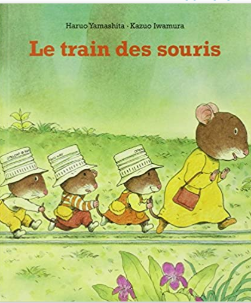 Haruo Yamashita - Kazuo Iwamura
Le train des souris